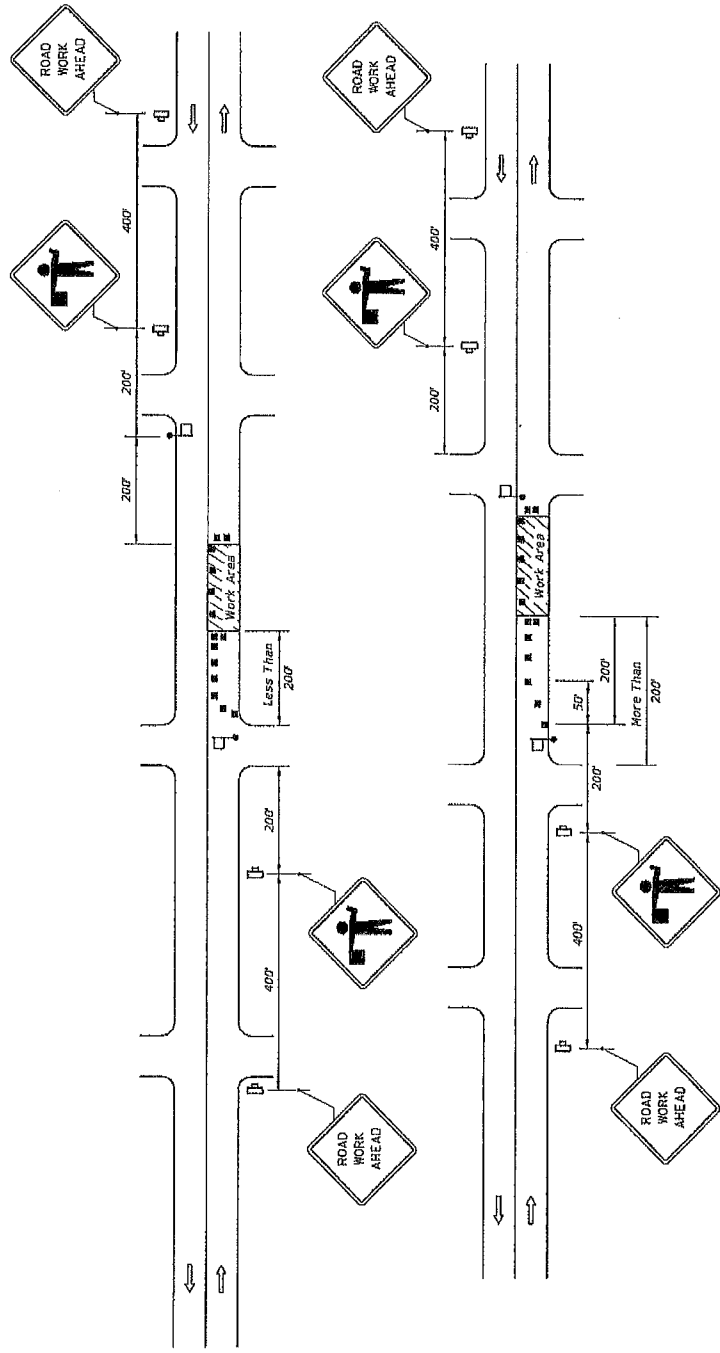 ROAD
WORK
AHEAD
400'
200'
200'
Work Area
Less Than
200'
200'
400'
ROAD
WORK
AHEAD
ROAD
WORK
AHEAD
400'
200'
Work Area
200'
50'
More Than
200'
200'
400'
ROAD
WORK
AHEAD